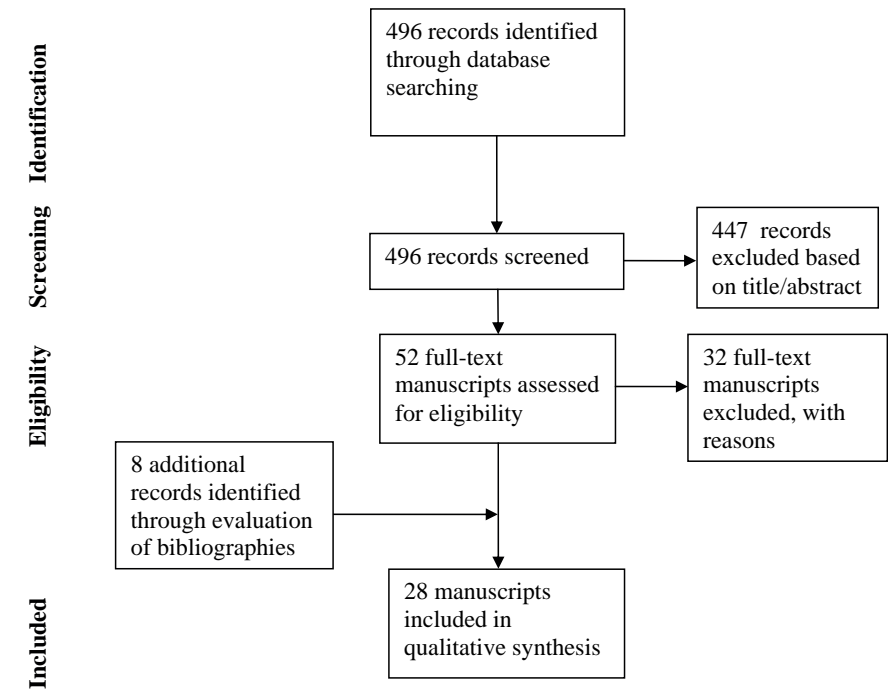 Identification
496 records identified
through database
searching
Screening
496 records screened
447  records
excluded based
on title/abstract
Eligibility
52 full-text
manuscripts assessed
for eligibility
32 full-text
manuscripts
excluded, with
reasons
8 additional
records identified
through evaluation
of bibliographies
Included
28 manuscripts
included in
qualitative synthesis